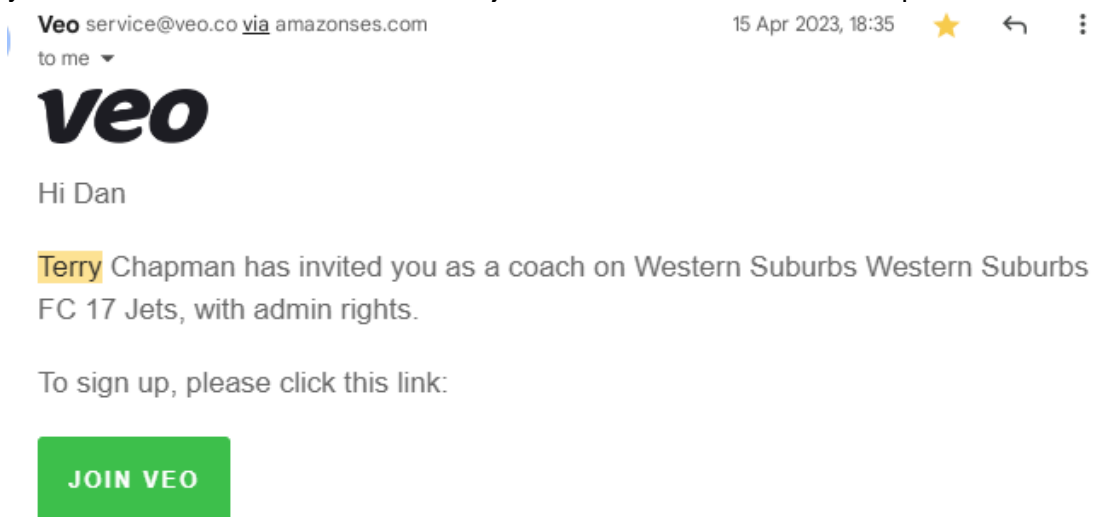 Veo service@veo.co via amazonses.com 15 Apr 2023, 18:35
to me
veo
Hi Dan
Terry Chapman has invited you as a coach on Western Suburbs Western Suburbs
FC 17 Jets, with admin rights.
To sign up, please click this link:
JOIN VEO